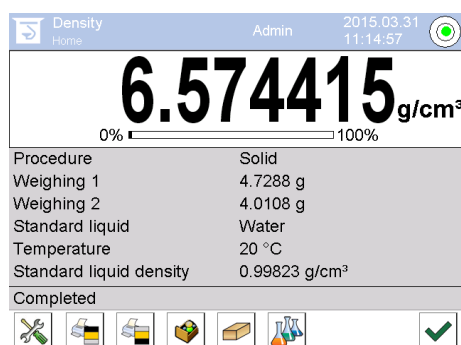 Density
Home
Admin
2015.03.31
11:14:57
6.574415 g/cm³
0% 100%
Procedure Solid
Weighing 1 4.7288 g
Weighing 2 4.0108 g
Standard liquid Water
Temperature 20 °C
Standard liquid density 0.99823 g/cm³
Completed